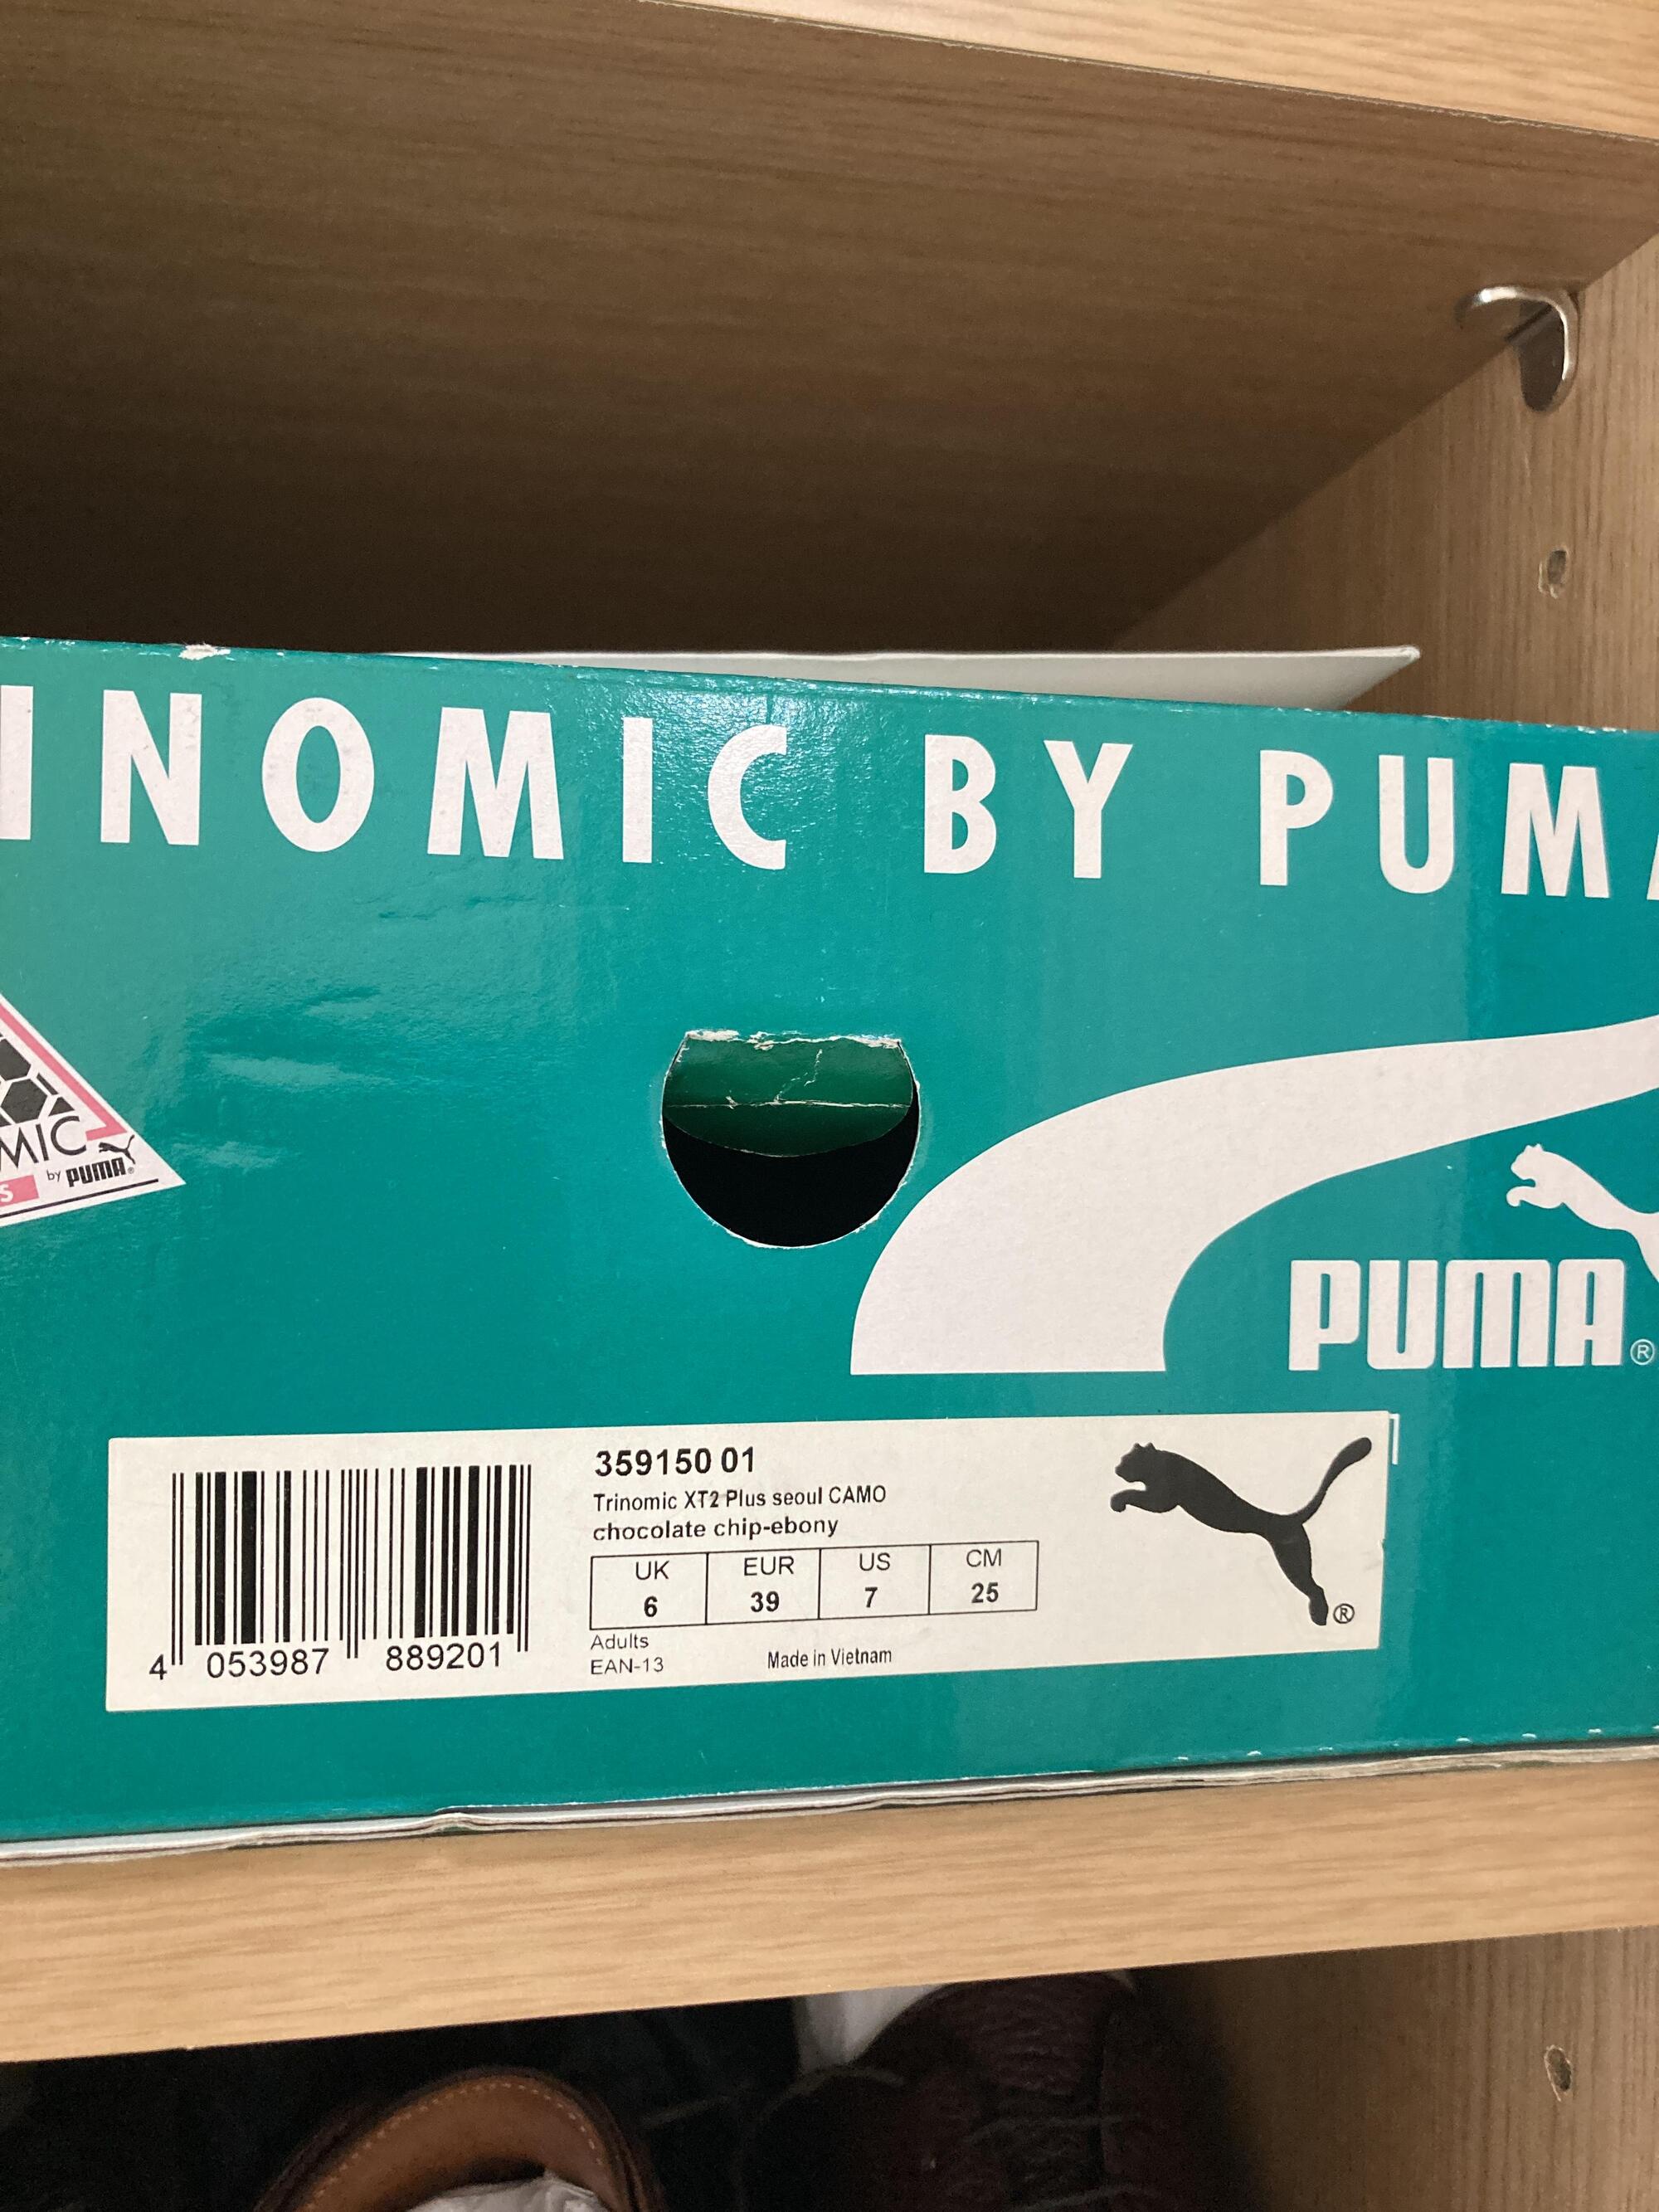 INOMIC BY PUMA
MIC
S
by PUMA®
PUMA®
359150 01
Trinomic XT2 Plus seoul CAMO
chocolate chip-ebony
UK EUR US CM
6 39 7 25
Adults
EAN-13 Made in Vietnam
4 053987 889201
®